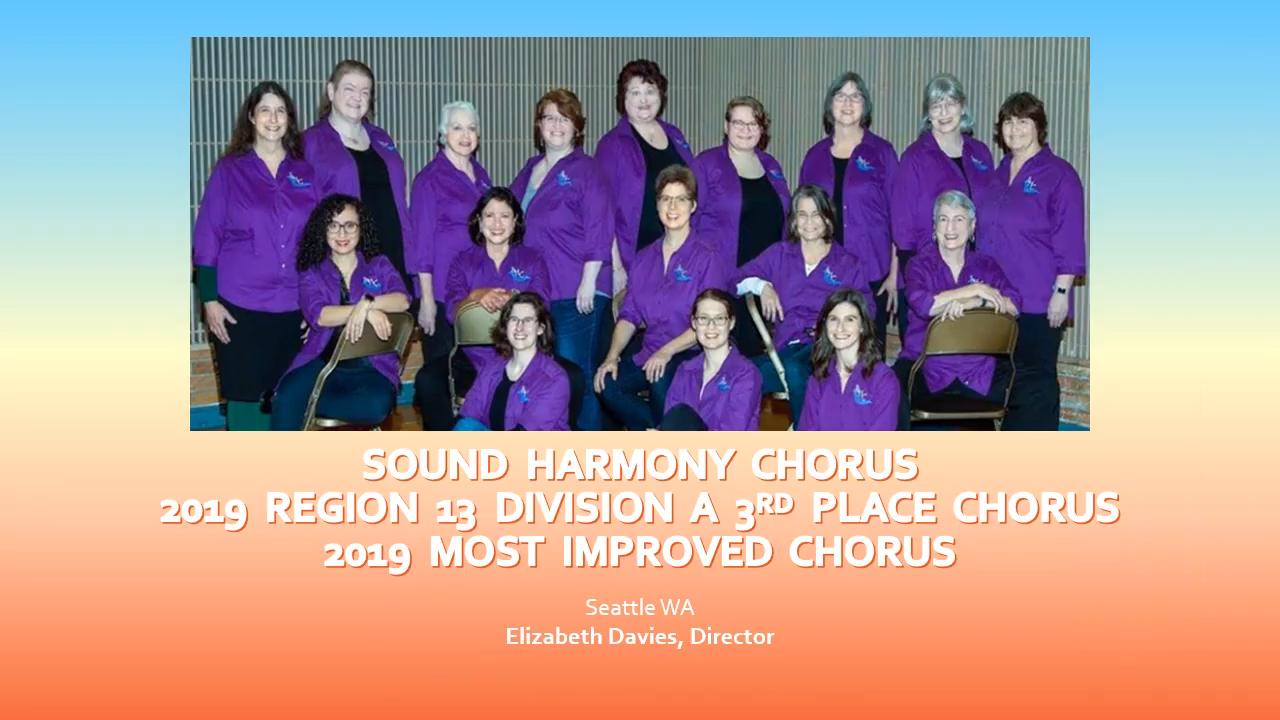 SOUND HARMONY CHORUS
2019 REGION 13 DIVISION A 3RD PLACE CHORUS
2019 MOST IMPROVED CHORUS
Seattle WA
Elizabeth Davies, Director